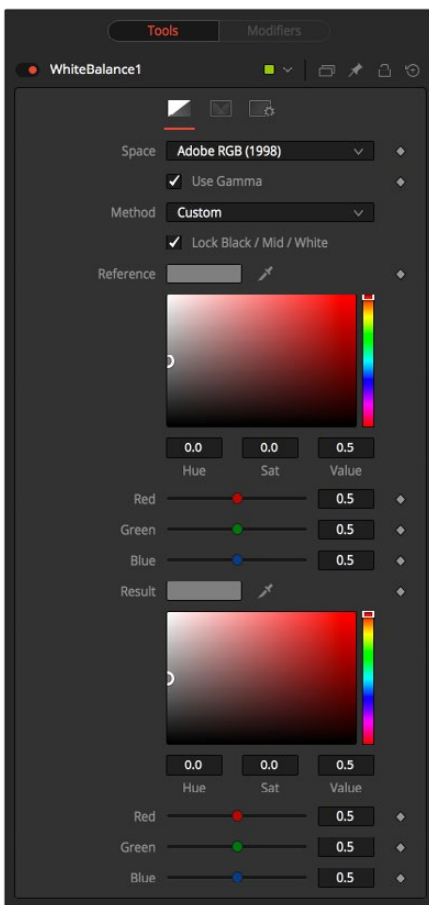 Tools Modifiers
WhiteBalance1
Space Adobe RGB (1998)
Use Gamma
Method Custom
Lock Black / Mid / White
Reference
0.0 0.0 0.5
Hue Sat Value
Red 0.5
Green 0.5
Blue 0.5
Result
0.0 0.0 0.5
Hue Sat Value
Red 0.5
Green 0.5
Blue 0.5